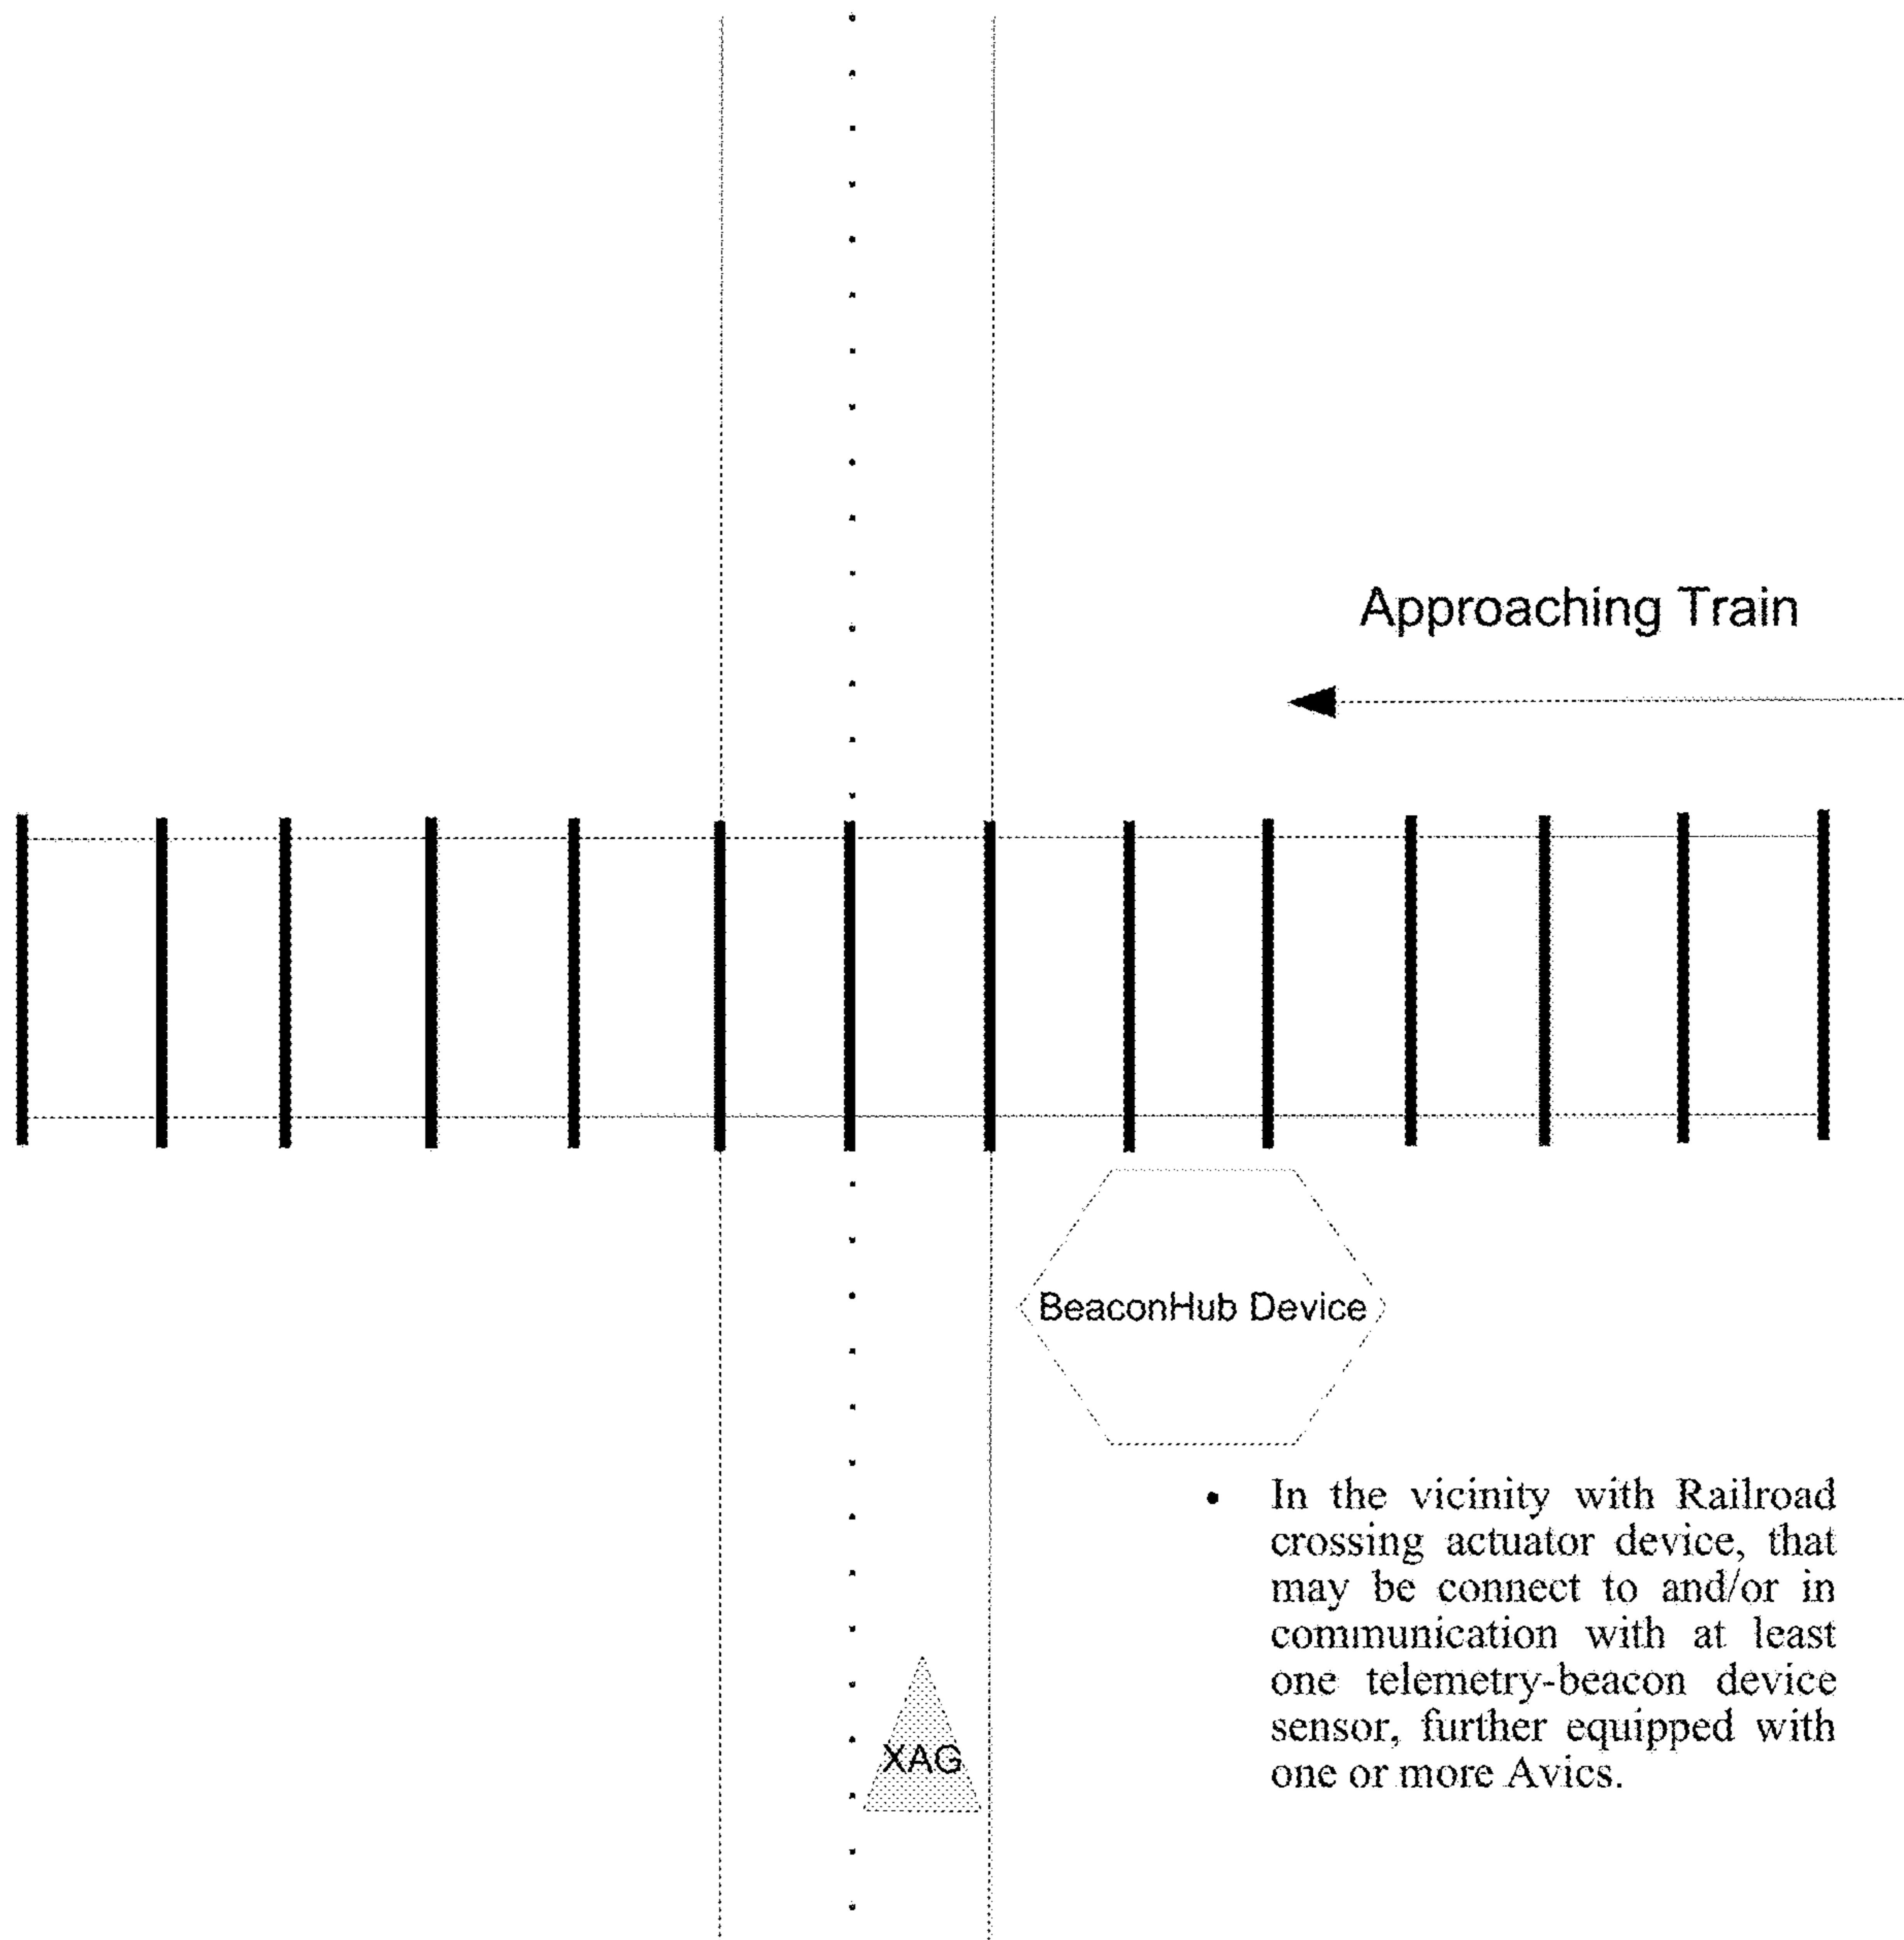 Approaching Train
BeaconHub Device
• In the vicinity with Railroad
crossing actuator device, that
may be connect to and/or in
communication with at least
one telemetry-beacon device
sensor, further equipped with
one or more Avics.
XAG